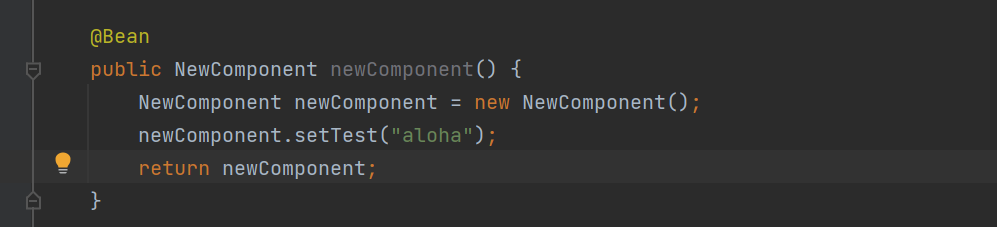 @Bean
public NewComponent newComponent() {
    NewComponent newComponent = new NewComponent();
    newComponent.setTest("aloha");
    return newComponent;
}